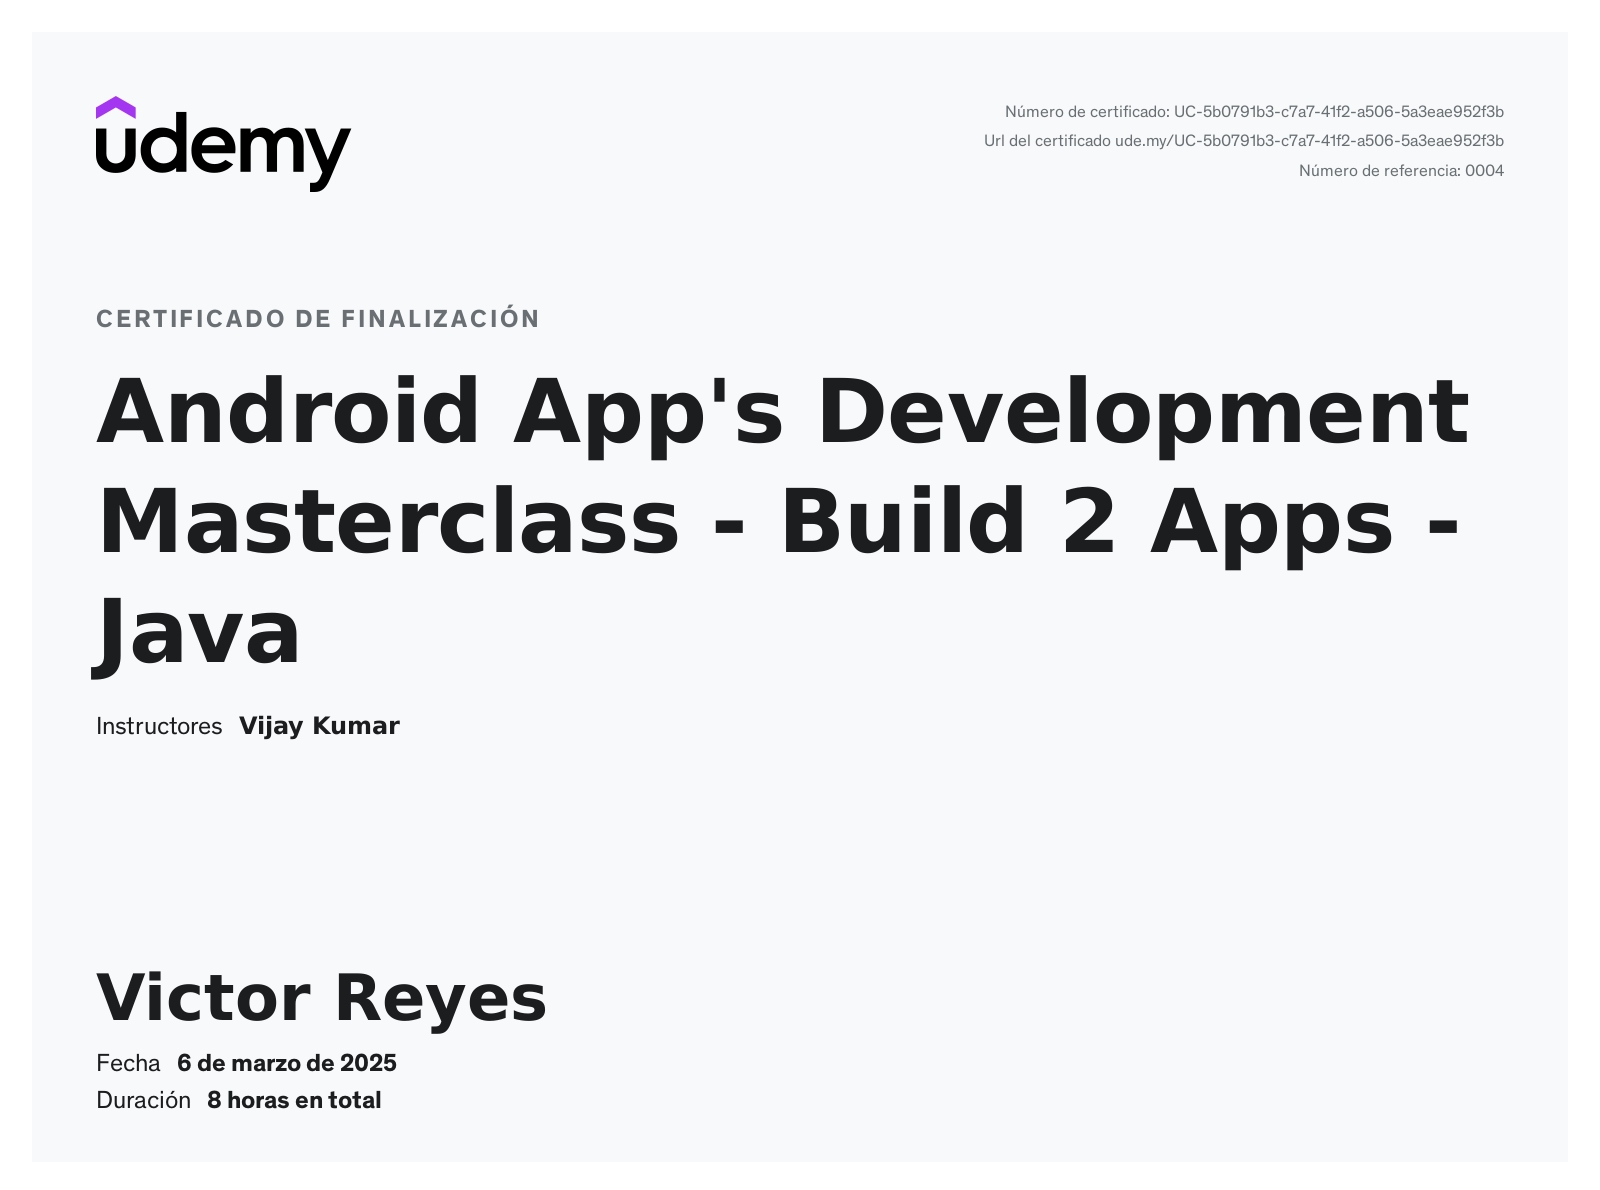 udemy
Número de certificado: UC-5b0791b3-c7a7-41f2-a506-5a3eae952f3b
Url del certificado ude.my/UC-5b0791b3-c7a7-41f2-a506-5a3eae952f3b
Número de referencia: 0004
CERTIFICADO DE FINALIZACIÓN
Android App's Development
Masterclass - Build 2 Apps -
Java
Instructores Vijay Kumar
Victor Reyes
Fecha 6 de marzo de 2025
Duración 8 horas en total